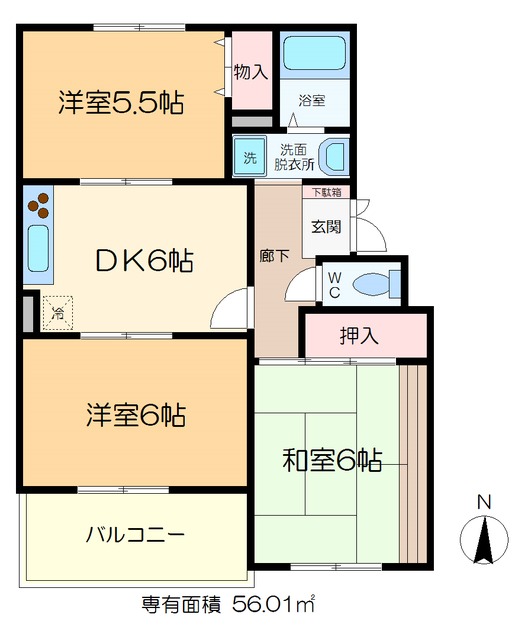 洋室5.5帖
物入
浴室
洗
洗面
脱衣所
下駄箱
玄関
DK6帖
廊下
WC
冷
押入
洋室6帖
和室6帖
バルコニー
N
専有面積 56.01㎡